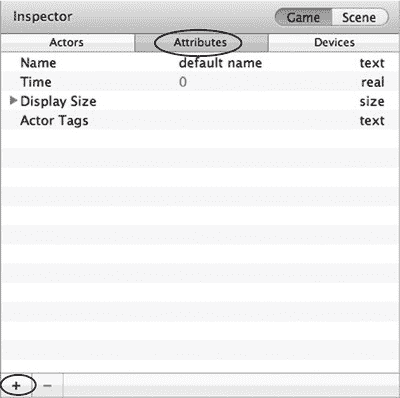 Inspector Game Scene
Actors Attributes Devices
Name default name text
Time 0 real
Display Size size
Actor Tags text
+ −